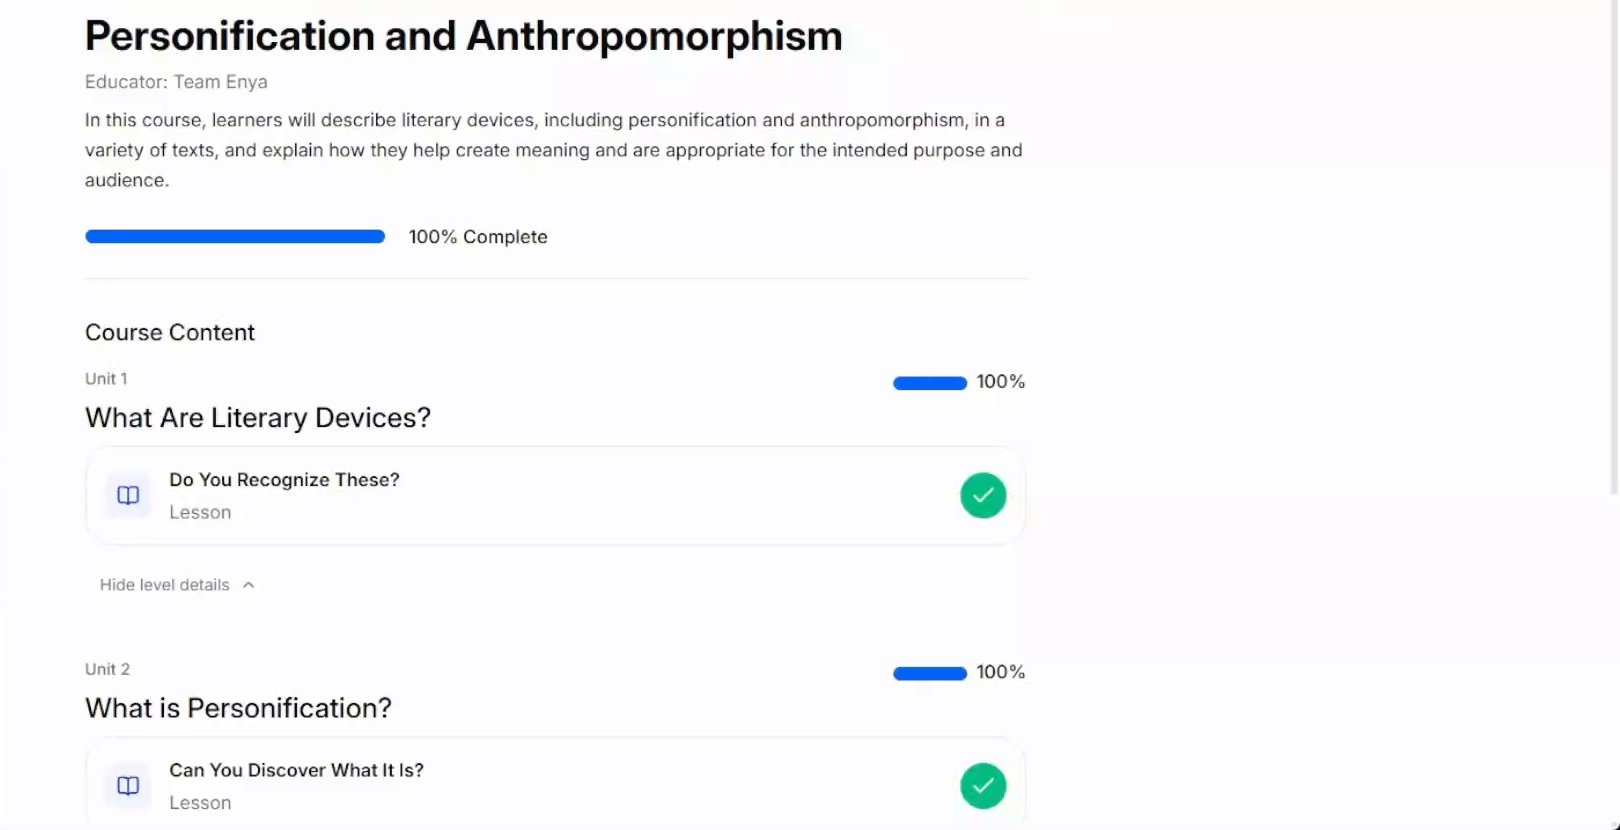 Personification and Anthropomorphism
Educator: Team Enya
In this course, learners will describe literary devices, including personification and anthropomorphism, in a
variety of texts, and explain how they help create meaning and are appropriate for the intended purpose and
audience.
100% Complete
Course Content
Unit 1
100%
What Are Literary Devices?
Do You Recognize These?
Lesson
Hide level details
Unit 2
100%
What is Personification?
Can You Discover What It Is?
Lesson